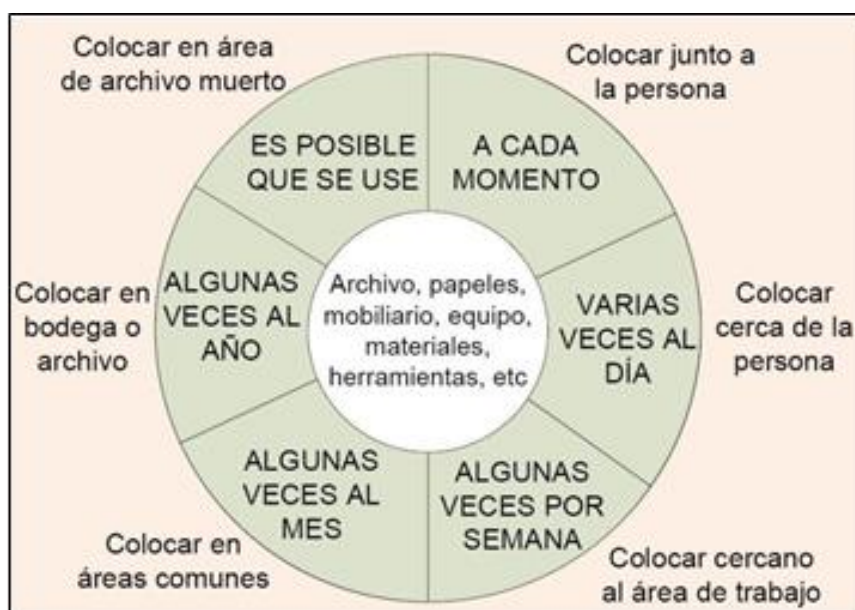 Colocar en área
de archivo muerto
Colocar junto a
la persona
ES POSIBLE
QUE SE USE
A CADA
MOMENTO
Colocar en
bodega o
archivo
ALGUNAS
VECES AL
AÑO
Archivo, papeles,
mobiliario, equipo,
materiales,
herramientas, etc
VARIAS
VECES AL
DÍA
Colocar
cerca de la
persona
ALGUNAS
VECES AL
MES
ALGUNAS
VECES POR
SEMANA
Colocar en
áreas comunes
Colocar cercano
al área de trabajo